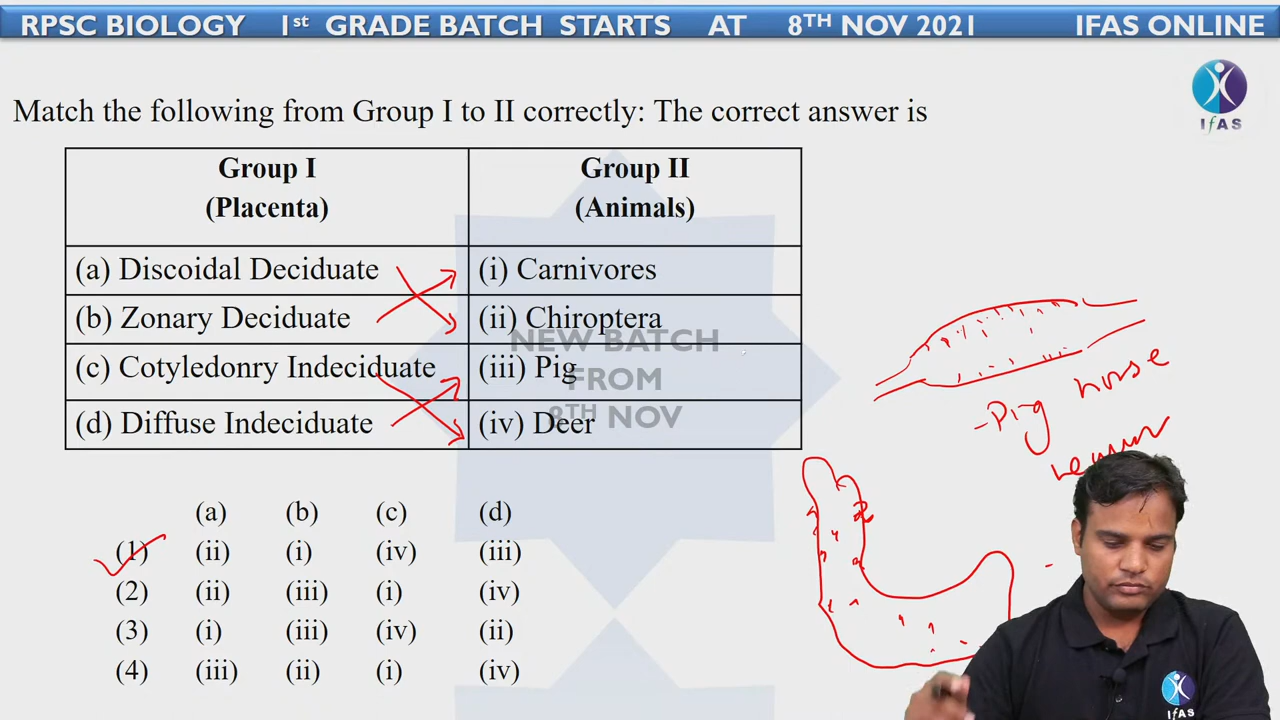 RPSC BIOLOGY 1st GRADE BATCH STARTS AT 8TH NOV 2021 IFAS ONLINE
IfAS
Match the following from Group I to II correctly: The correct answer is
Group I Group II
(Placenta) (Animals)
(a) Discoidal Deciduate (i) Carnivores
(b) Zonary Deciduate (ii) Chiroptera
(c) Cotyledonry Indeciduate (iii) Pig
(d) Diffuse Indeciduate (iv) Deer
NEW BATCH
FROM
8TH NOV
- Pig horse
lemur
(a) (b) (c) (d)
(1) (ii) (i) (iv) (iii)
(2) (ii) (iii) (i) (iv)
(3) (i) (iii) (iv) (ii)
(4) (iii) (ii) (i) (iv)
IfAS